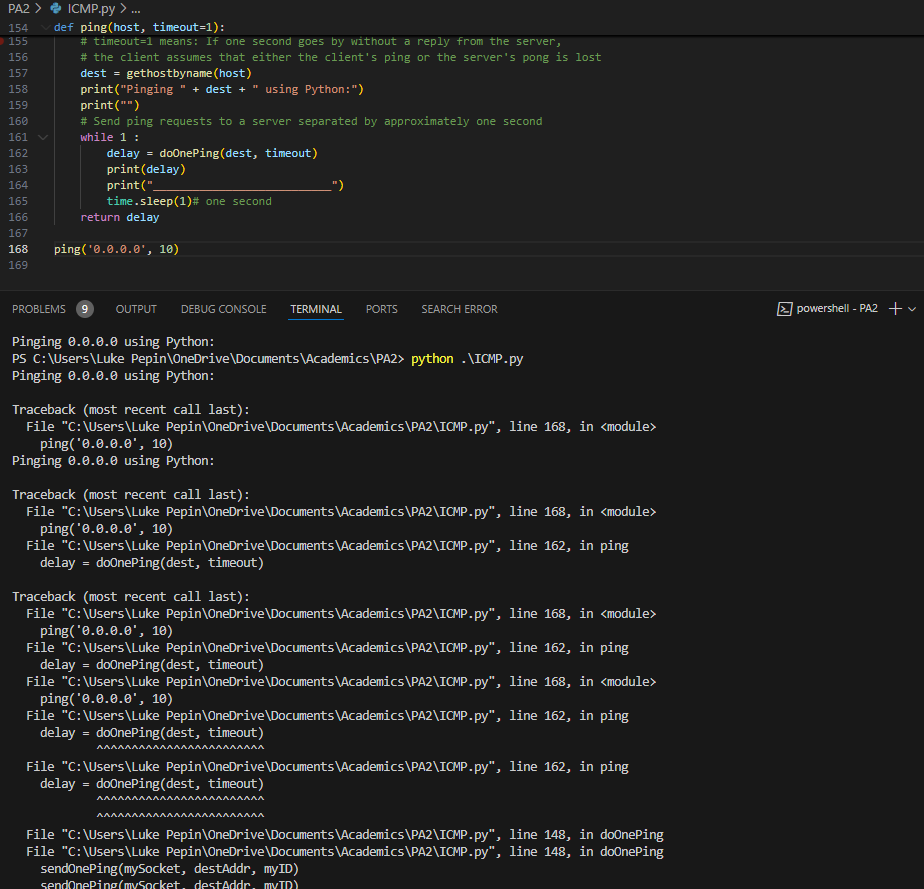 PA2 > ICMP.py > ...
154 def ping(host, timeout=1):
155 # timeout=1 means: If one second goes by without a reply from the server,
156 # the client assumes that either the client's ping or the server's pong is lost
157 dest = gethostbyname(host)
158 print("Pinging " + dest + " using Python:")
159 print("")
160 # Send ping requests to a server separated by approximately one second
161 while 1 :
162 delay = doOnePing(dest, timeout)
163 print(delay)
164 print("___________________________")
165 time.sleep(1)# one second
166 return delay
167
168 ping('0.0.0.0', 10)
169
PROBLEMS 9 OUTPUT DEBUG CONSOLE TERMINAL PORTS SEARCH ERROR powershell - PA2
Pinging 0.0.0.0 using Python:
PS C:\Users\Luke Pepin\OneDrive\Documents\Academics\PA2> python .\ICMP.py
Pinging 0.0.0.0 using Python:
Traceback (most recent call last):
File "C:\Users\Luke Pepin\OneDrive\Documents\Academics\PA2\ICMP.py", line 168, in <module>
ping('0.0.0.0', 10)
Pinging 0.0.0.0 using Python:
Traceback (most recent call last):
File "C:\Users\Luke Pepin\OneDrive\Documents\Academics\PA2\ICMP.py", line 168, in <module>
ping('0.0.0.0', 10)
File "C:\Users\Luke Pepin\OneDrive\Documents\Academics\PA2\ICMP.py", line 162, in ping
delay = doOnePing(dest, timeout)
Traceback (most recent call last):
File "C:\Users\Luke Pepin\OneDrive\Documents\Academics\PA2\ICMP.py", line 168, in <module>
ping('0.0.0.0', 10)
File "C:\Users\Luke Pepin\OneDrive\Documents\Academics\PA2\ICMP.py", line 162, in ping
delay = doOnePing(dest, timeout)
File "C:\Users\Luke Pepin\OneDrive\Documents\Academics\PA2\ICMP.py", line 168, in <module>
ping('0.0.0.0', 10)
File "C:\Users\Luke Pepin\OneDrive\Documents\Academics\PA2\ICMP.py", line 162, in ping
delay = doOnePing(dest, timeout)
^^^^^^^^^^^^^^^^^^^^^^^^
File "C:\Users\Luke Pepin\OneDrive\Documents\Academics\PA2\ICMP.py", line 162, in ping
delay = doOnePing(dest, timeout)
^^^^^^^^^^^^^^^^^^^^^^^^
^^^^^^^^^^^^^^^^^^^^^^^^
File "C:\Users\Luke Pepin\OneDrive\Documents\Academics\PA2\ICMP.py", line 148, in doOnePing
File "C:\Users\Luke Pepin\OneDrive\Documents\Academics\PA2\ICMP.py", line 148, in doOnePing
sendOnePing(mySocket, destAddr, myID)
sendOnePing(mySocket, destAddr, myID)